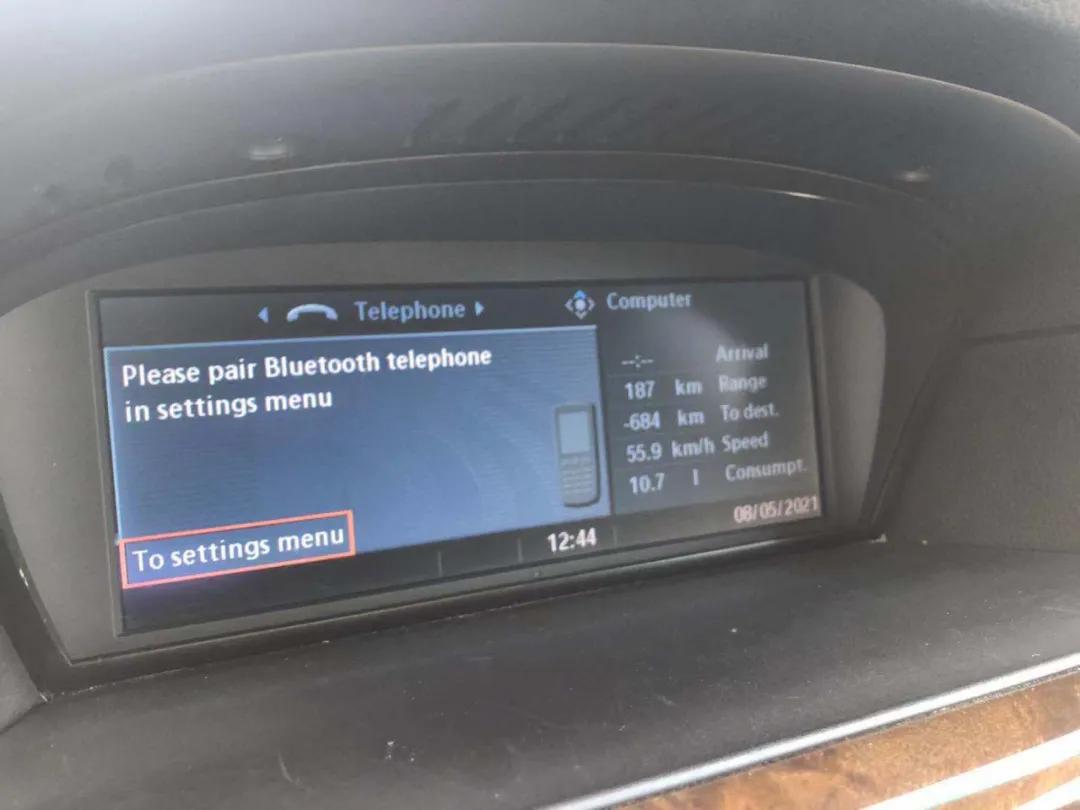 Telephone
Computer
Please pair Bluetooth telephone
in settings menu
--:-- Arrival
187 km Range
-684 km To dest.
55.9 km/h Speed
10.7 l Consumpt.
To settings menu
12:44
08/05/2021